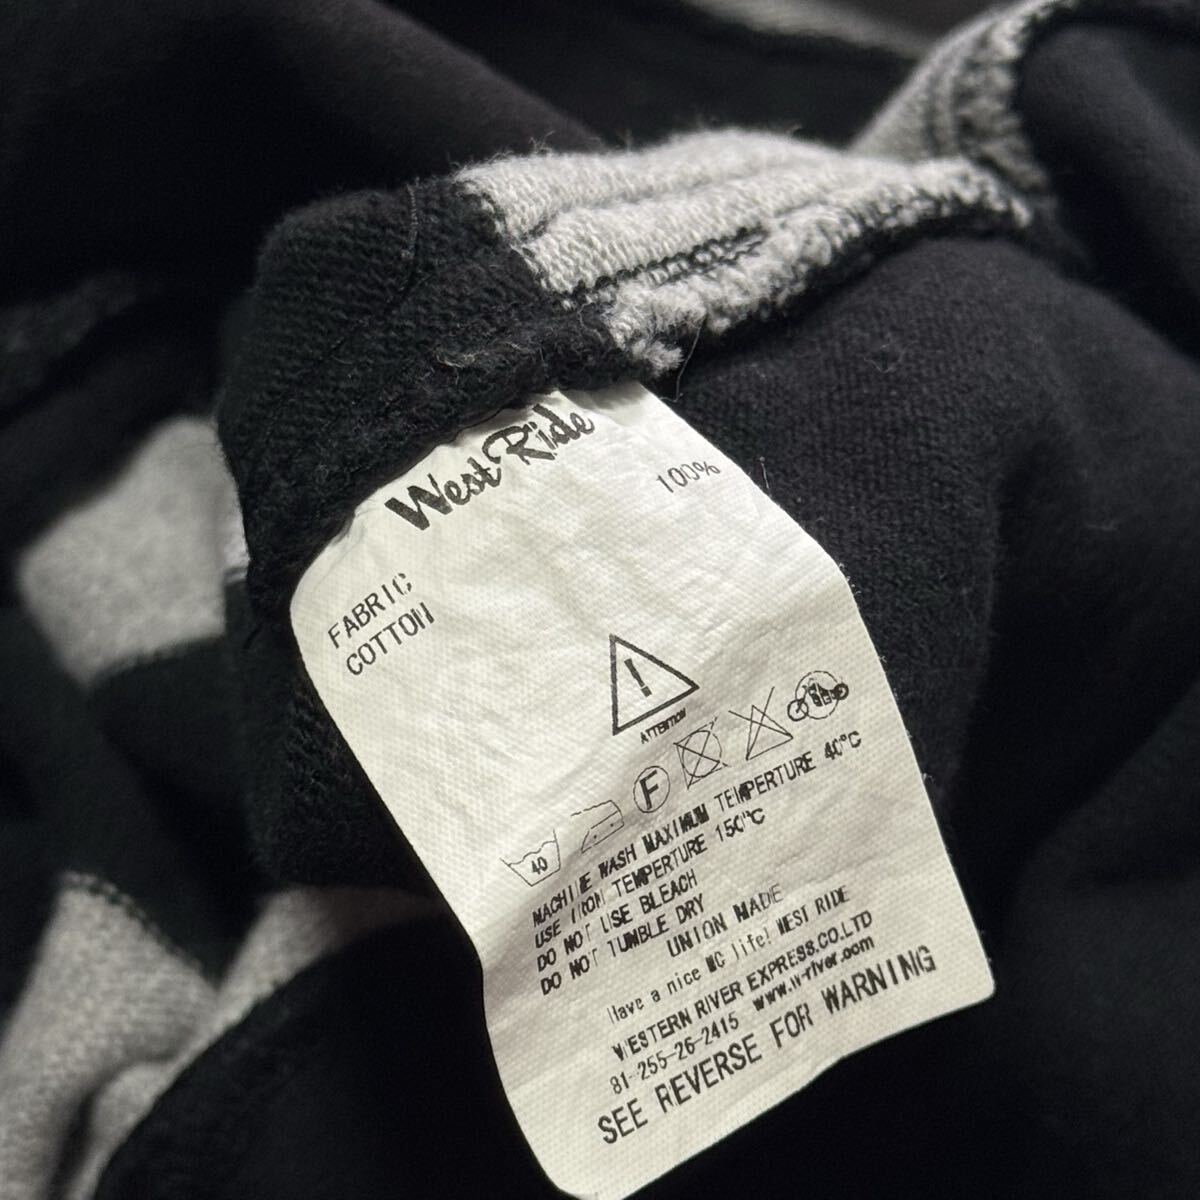 West Ride
FABRIC
COTTON 100%
!
ATTENTION
40 F
MACHINE WASH MAXIMUM TEMPERTURE 40°C
USE IRON TEMPERTURE 150°C
DO NOT USE BLEACH
DO NOT TUMBLE DRY
UNION MADE
Have a nice MC life! WEST RIDE
WESTERN RIVER EXPRESS.CO.LTD
81-255-26-2415 www.w-river.com
SEE REVERSE FOR WARNING